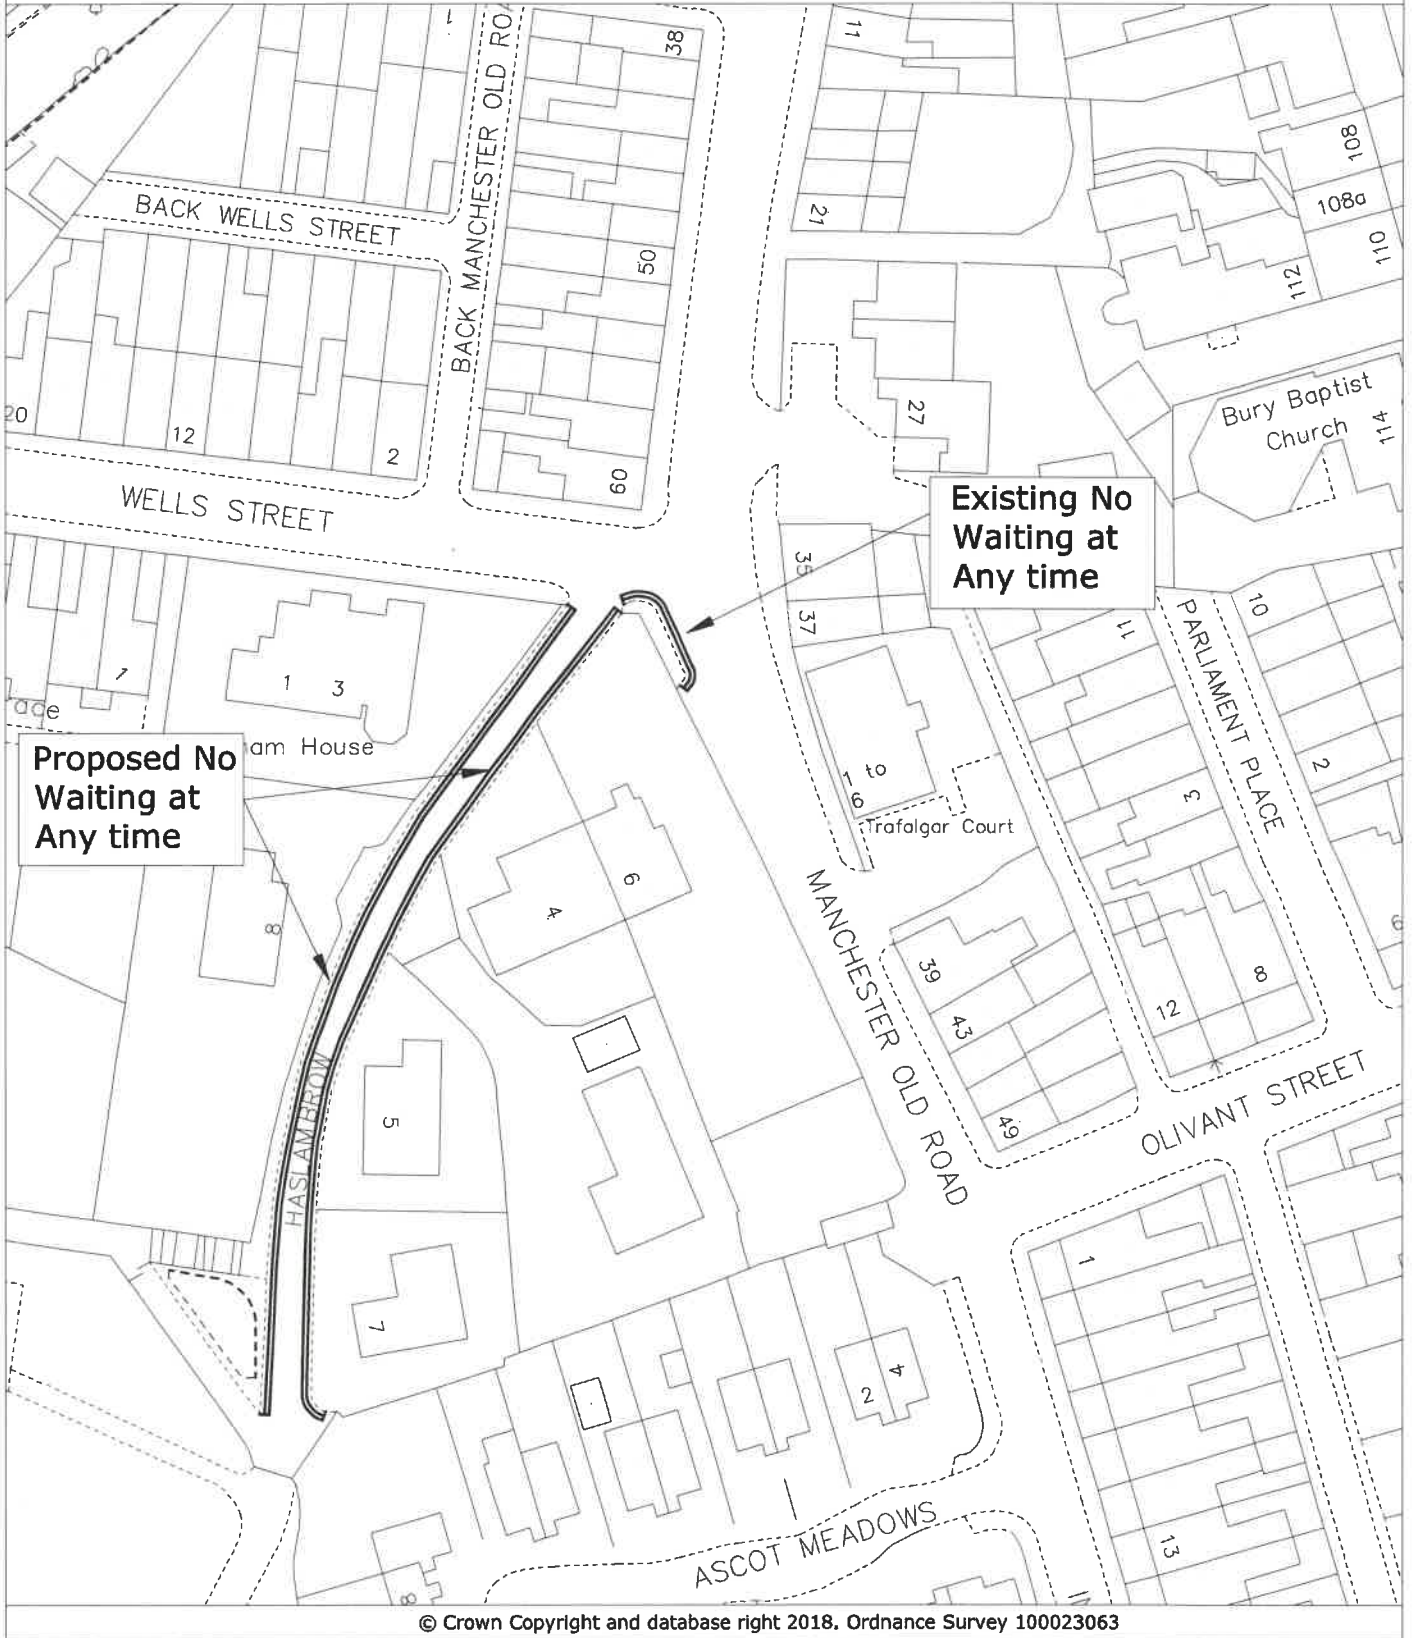 1
38
11
BACK MANCHESTER OLD
108
108a
110
112
21
BACK WELLS STREET
50
27
Bury Baptist
Church
114
20
12
2
60
WELLS STREET
Existing No
Waiting at
Any time
35
37
11
PARLIAMENT PLACE
10
2
1
1 3
am House
Proposed No
Waiting at
Any time
1 to
6
Trafalgar Court
3
6
4
8
MANCHESTER OLD ROAD
39
43
49
12
8
6
HASLAM BROW
5
OLIVANT STREET
7
1
2
4
13
ASCOT MEADOWS
8
© Crown Copyright and database right 2018. Ordnance Survey 100023063